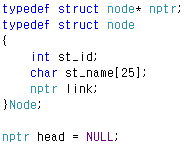 typedef struct node* nptr;
typedef struct node
{
    int st_id;
    char st_name[25];
    nptr link;
}Node;

nptr head = NULL;